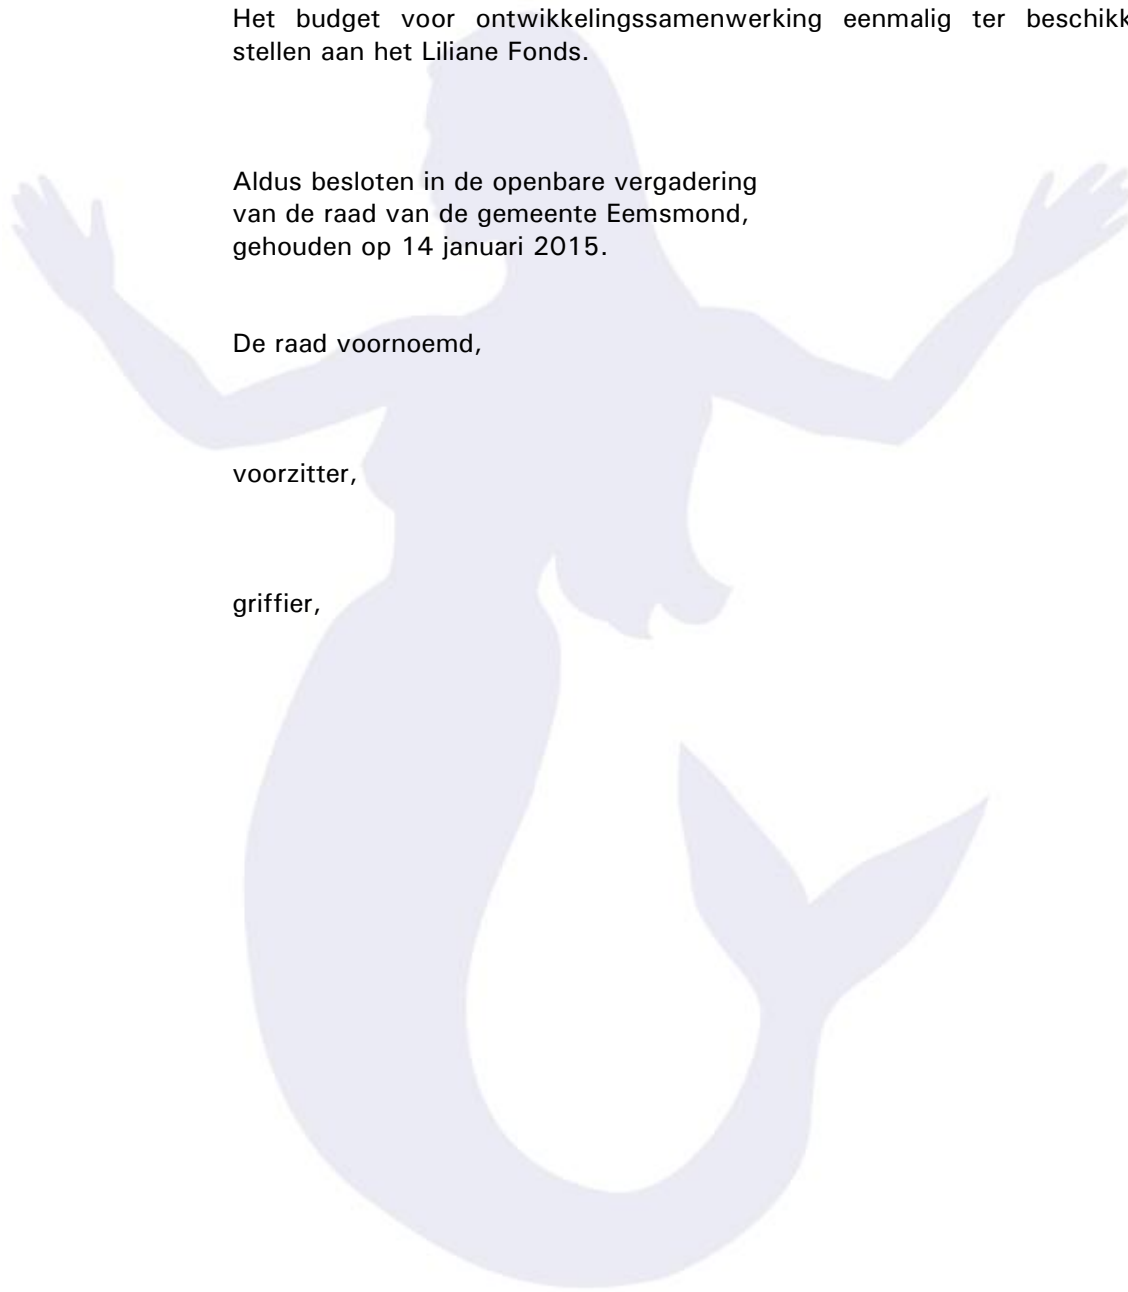 Het budget voor ontwikkelingssamenwerking eenmalig ter beschikk
stellen aan het Liliane Fonds.
Aldus besloten in de openbare vergadering
van de raad van de gemeente Eemsmond,
gehouden op 14 januari 2015.
De raad voornoemd,
voorzitter,
griffier,